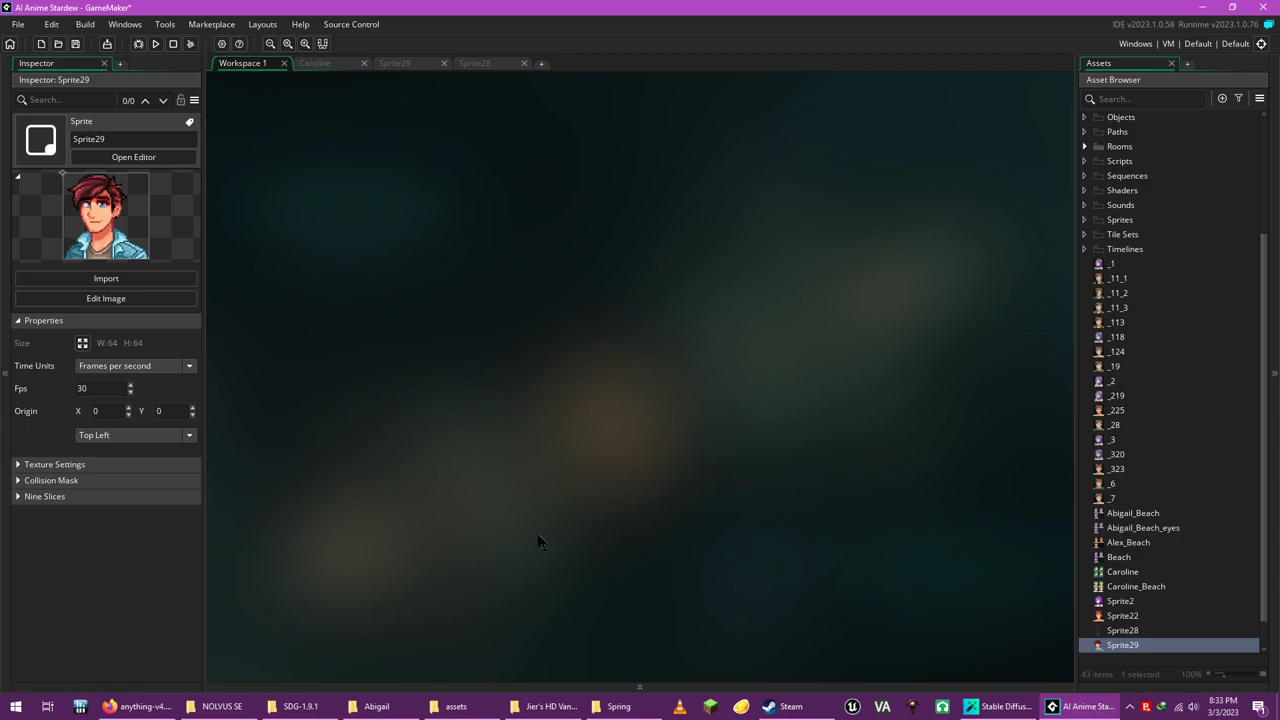 AI Anime Stardew - GameMaker*
File Edit Build Windows Tools Marketplace Layouts Help Source Control
IDE v2023.1.0.58 Runtime v2023.1.0.76
Windows | VM | Default | Default
Inspector
Workspace 1
Caroline
Sprite29
Sprite28
Assets
Inspector: Sprite29
Asset Browser
Search...
0/0
Search...
Sprite
Sprite29
Open Editor
Import
Edit Image
Properties
Size W: 64 H: 64
Time Units Frames per second
Fps 30
Origin X 0 Y 0
Top Left
Texture Settings
Collision Mask
Nine Slices
Objects
Paths
Rooms
Scripts
Sequences
Shaders
Sounds
Sprites
Tile Sets
Timelines
_1
_11_1
_11_2
_11_3
_113
_118
_124
_19
_2
_219
_225
_28
_3
_320
_323
_6
_7
Abigail_Beach
Abigail_Beach_eyes
Alex_Beach
Beach
Caroline
Caroline_Beach
Sprite2
Sprite22
Sprite28
Sprite29
43 items 1 selected 100%
anything-v4....
NOLVUS SE
SDG-1.9.1
Abigail
assets
Jier's HD Van...
Spring
Steam
VA
Stable Diffus...
AI Anime Sta...
8:33 PM
3/3/2023